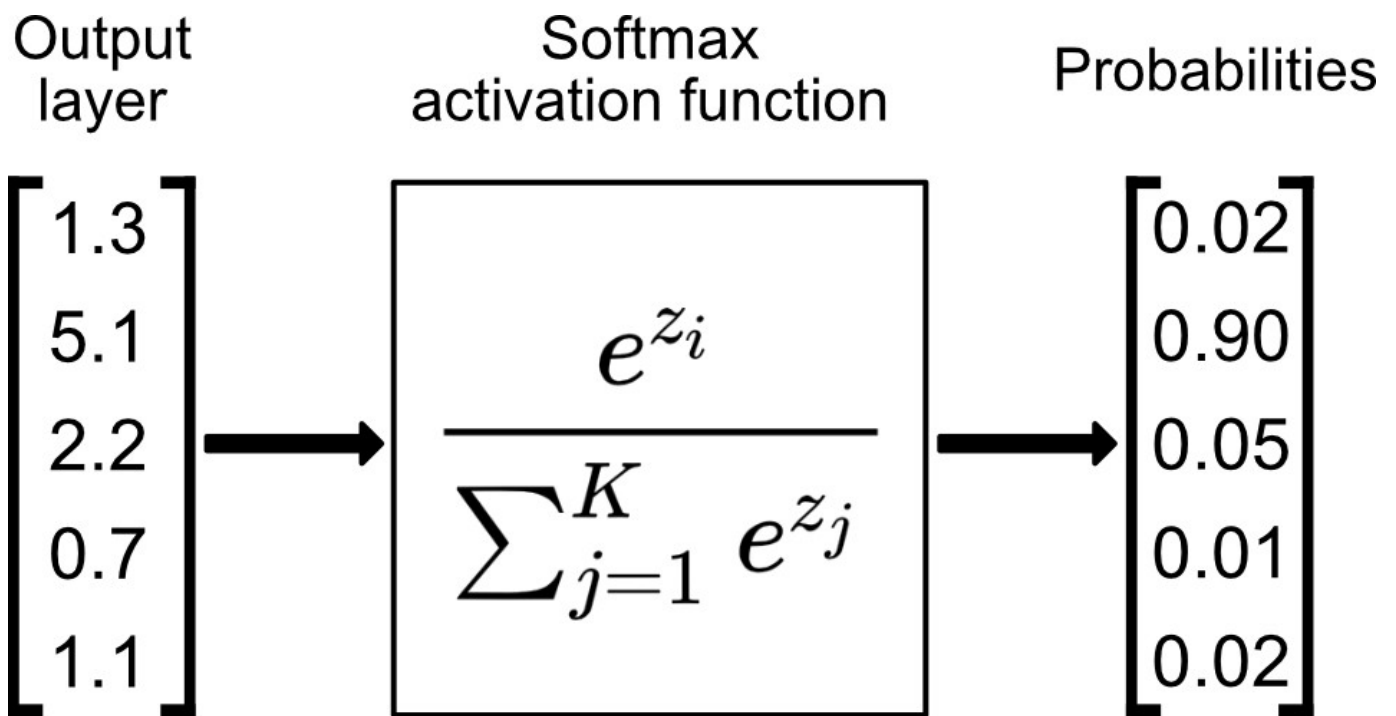 Output
layer
Softmax
activation function
Probabilities
1.3
5.1
2.2
0.7
1.1
e^{z_i}
∑_{j=1}^{K} e^{z_j}
0.02
0.90
0.05
0.01
0.02